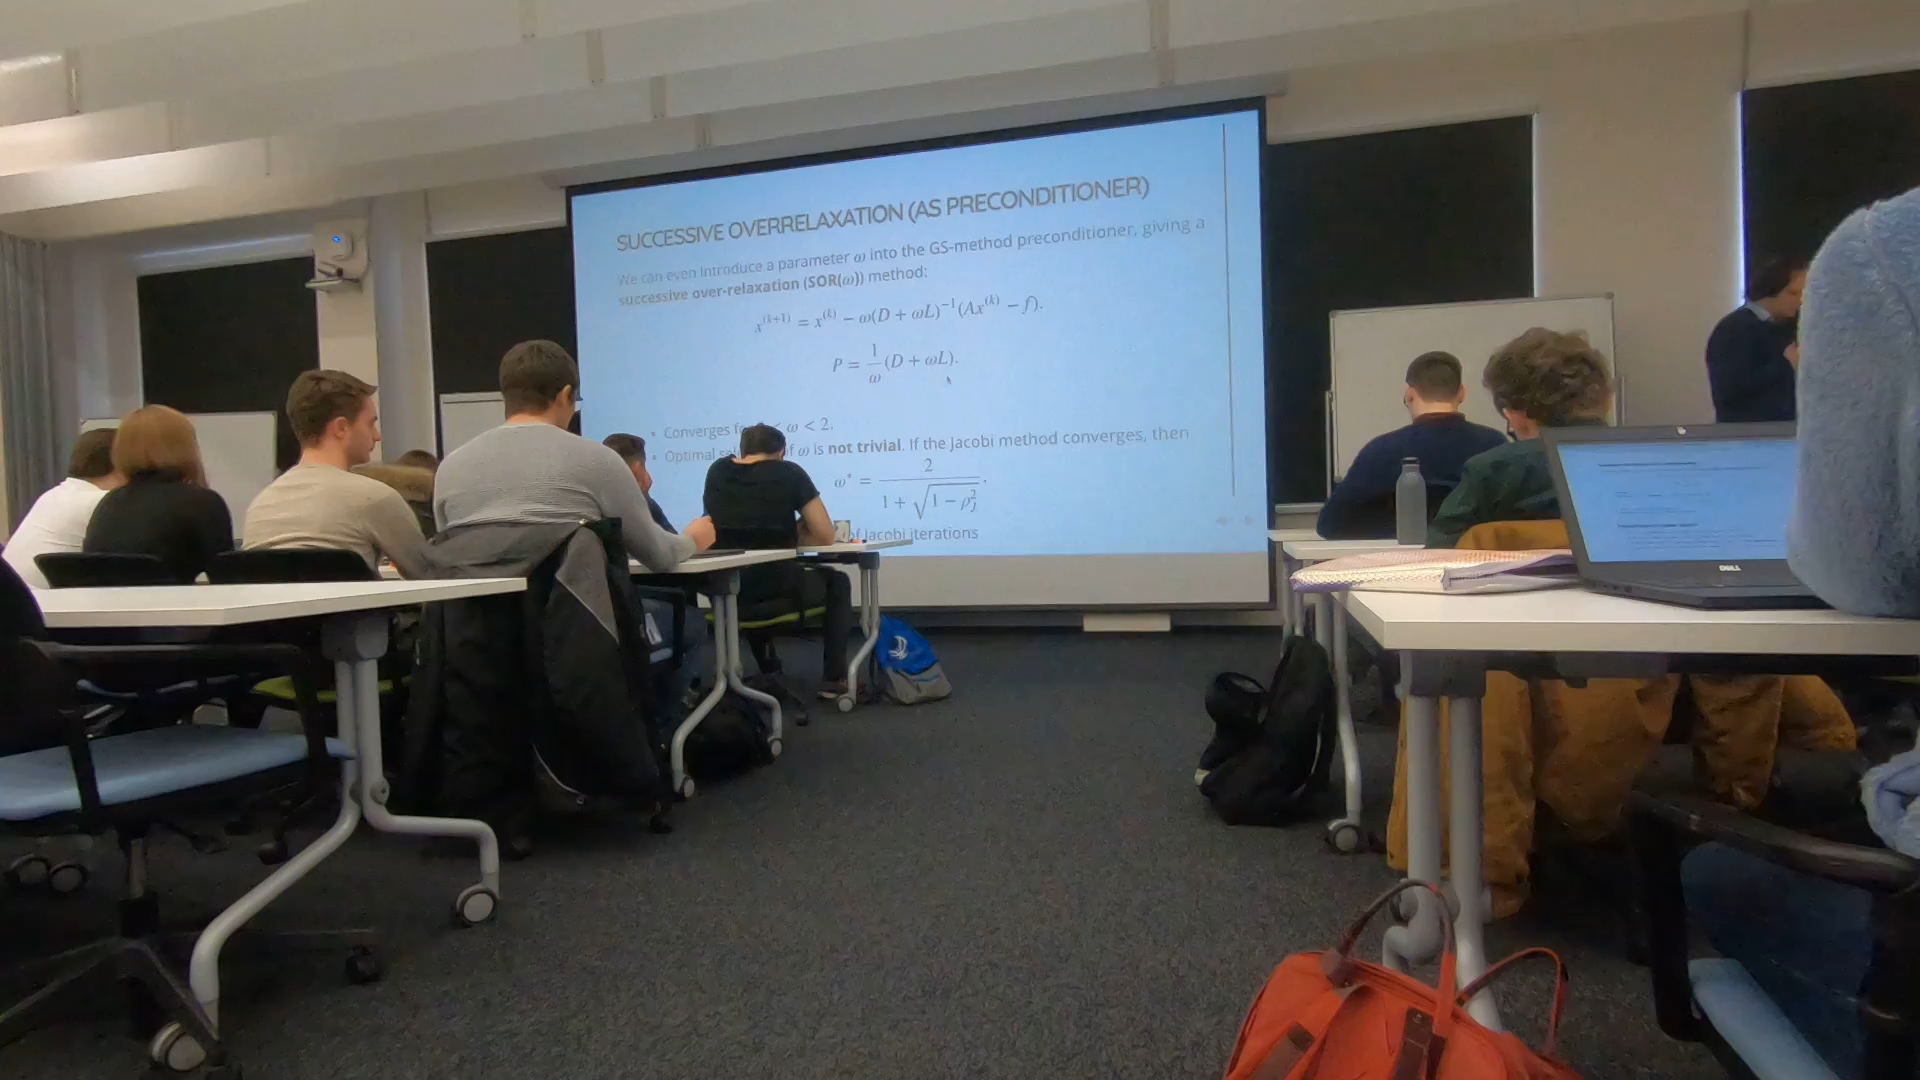 SUCCESSIVE OVERRELAXATION (AS PRECONDITIONER)
We can even introduce a parameter ω into the GS-method preconditioner, giving a
successive over-relaxation (SOR(ω)) method:
x^(k+1) = x^(k) − ω(D + ωL)^−1 (Ax^(k) − f).
P = 1/ω (D + ωL).
• Converges ω < 2.
• Optimal ω is not trivial. If the Jacobi method converges, then
ω* = 2 / (1 + √(1 − ρ_J^2)),
of Jacobi iterations
DELL